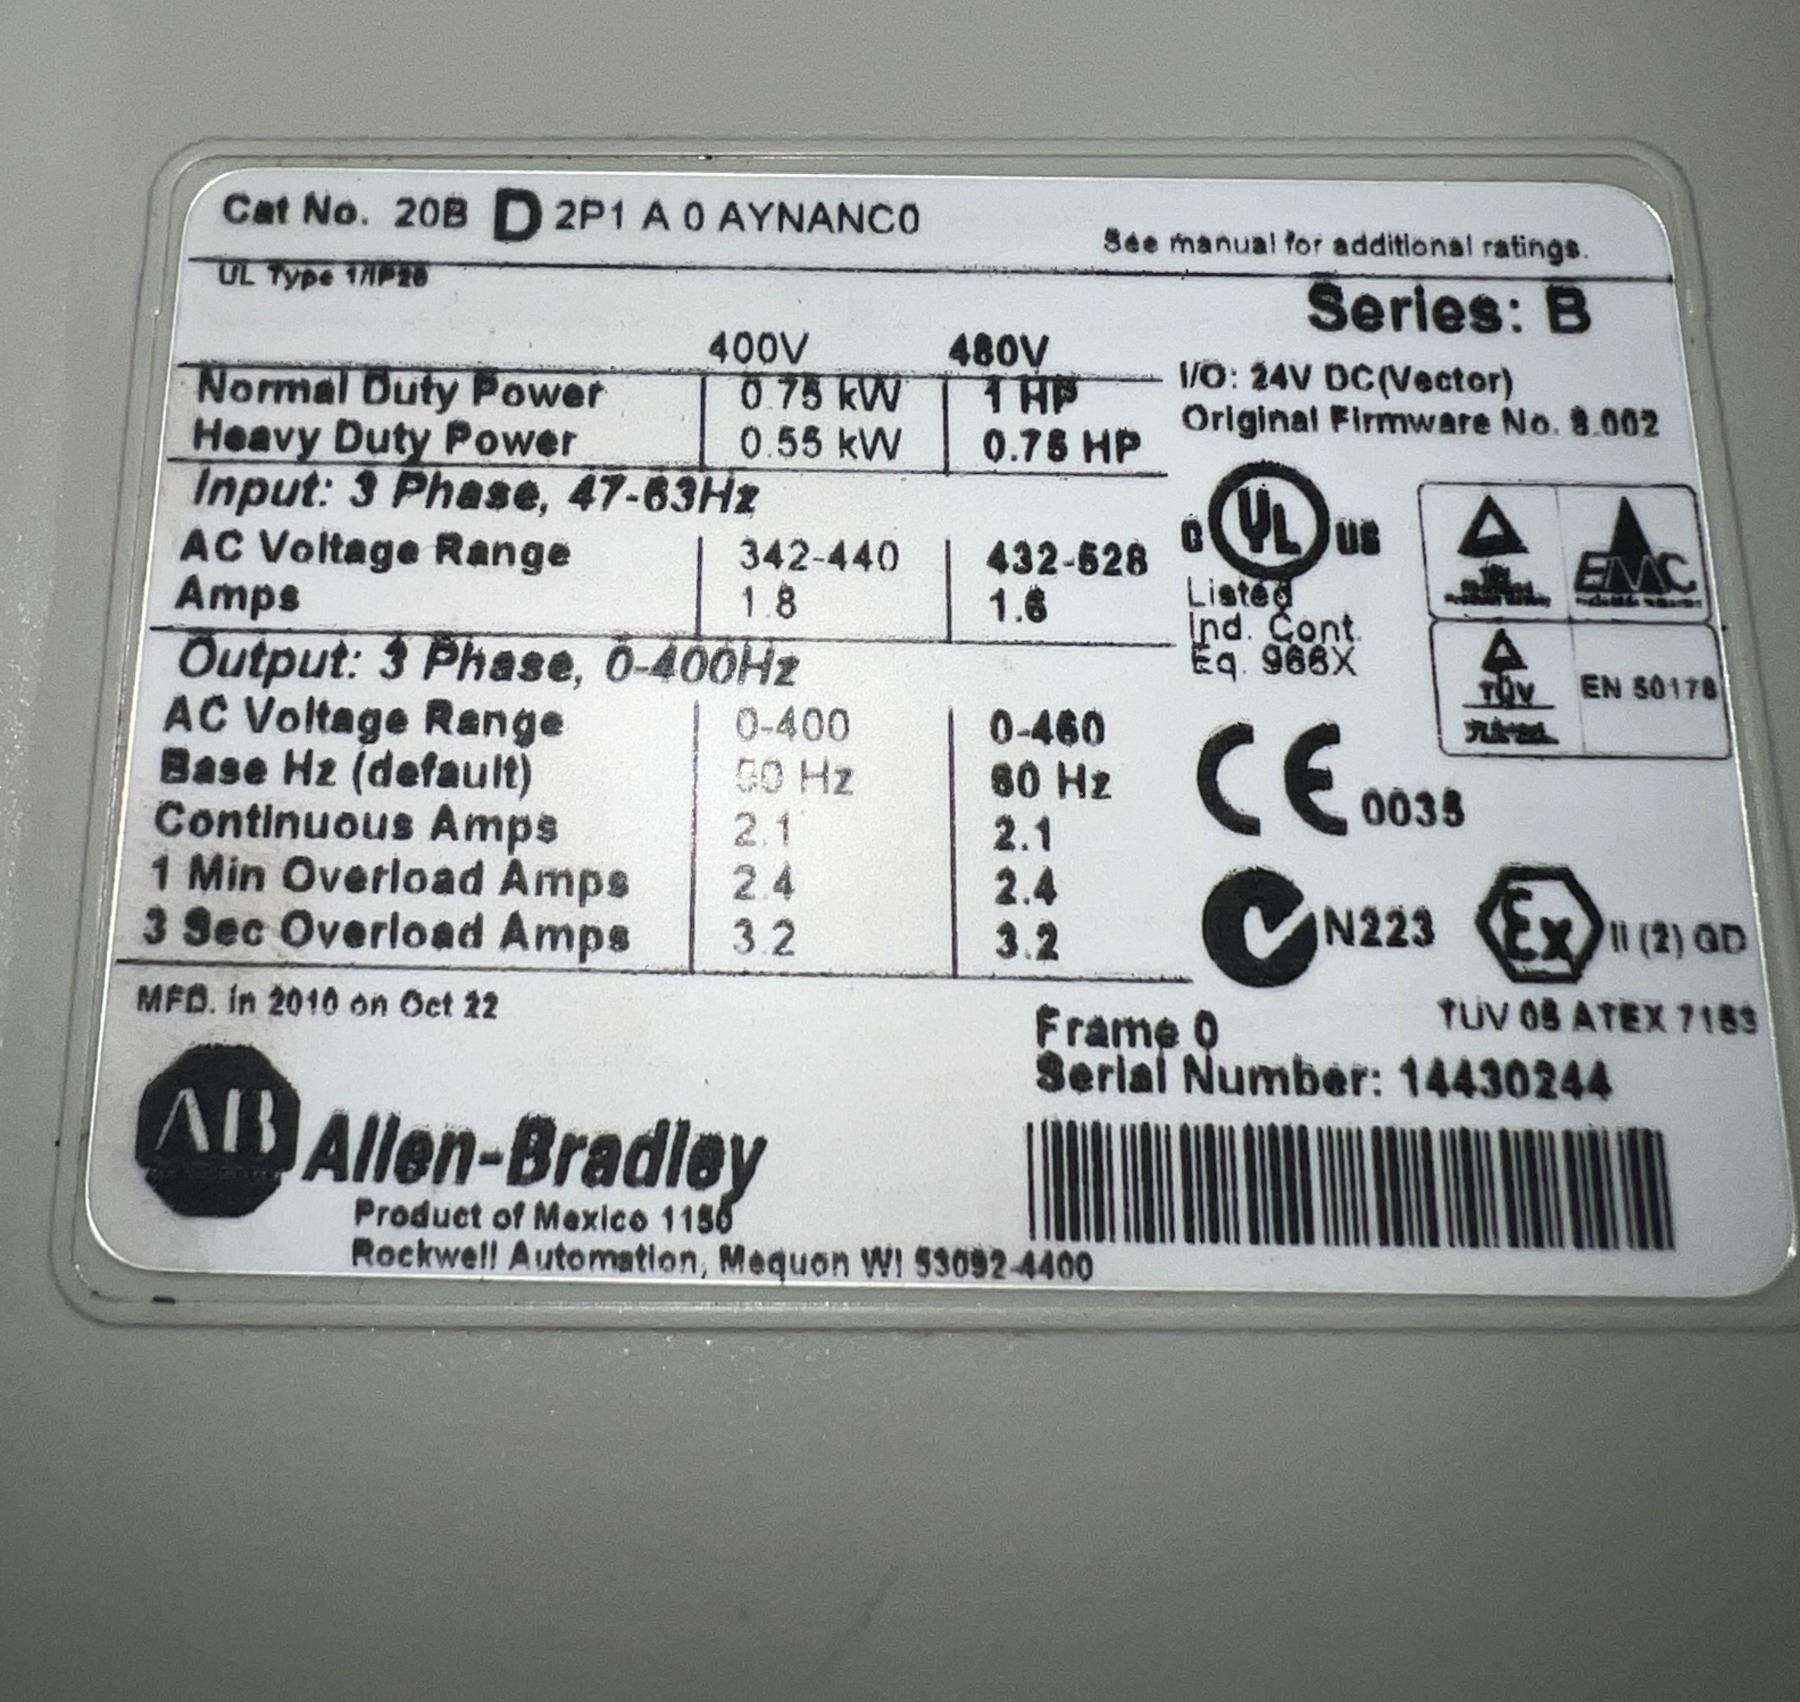 Cat No. 20B D 2P1 A 0 AYNANC0
See manual for additional ratings.
UL Type 1/IP20
Series: B
400V 480V
Normal Duty Power 0.75 kW 1 HP
Heavy Duty Power 0.55 kW 0.75 HP
I/O: 24V DC(Vector)
Original Firmware No. 8.002
Input: 3 Phase, 47-63Hz
AC Voltage Range 342-440 432-528
Amps 1.8 1.6
C UL US
Listed
Ind. Cont.
Eq. 966X
EMC
Output: 3 Phase, 0-400Hz
AC Voltage Range 0-400 0-460
Base Hz (default) 50 Hz 60 Hz
Continuous Amps 2.1 2.1
1 Min Overload Amps 2.4 2.4
3 Sec Overload Amps 3.2 3.2
TÜV
EN 50178
CE 0035
N223
Ex II (2) GD
TUV 05 ATEX 7153
MFD. in 2010 on Oct 22
Frame 0
Serial Number: 14430244
AB Allen-Bradley
Product of Mexico 1150
Rockwell Automation, Mequon WI 53092-4400